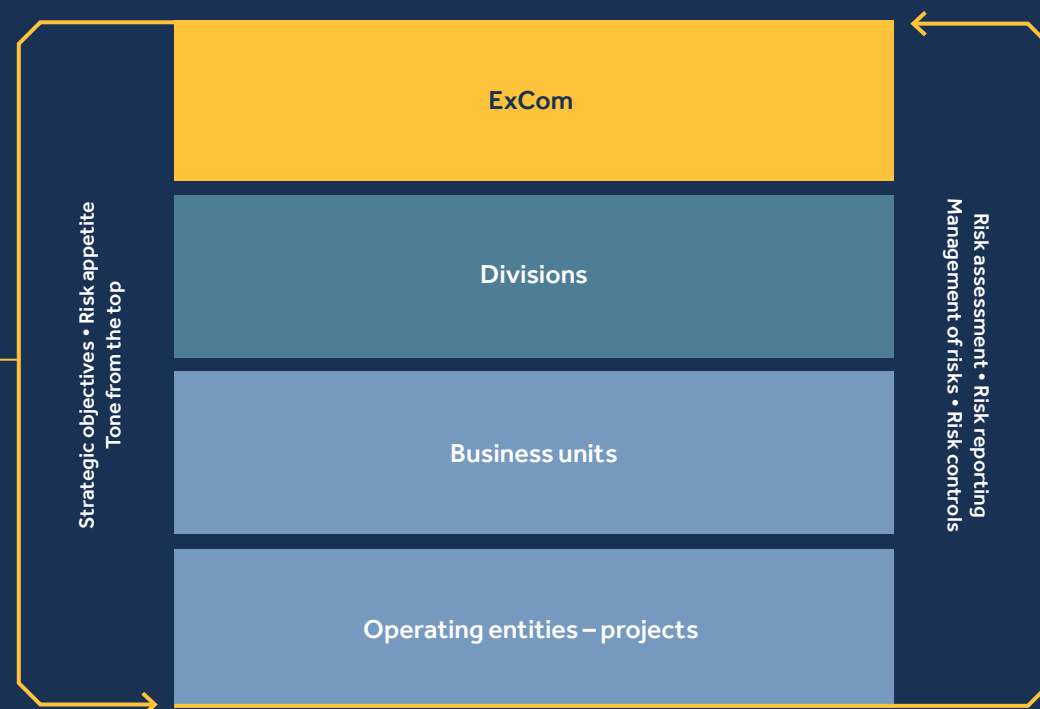 ExCom
Divisions
Business units
Operating entities – projects
Strategic objectives • Risk appetite
Tone from the top
Risk assessment • Risk reporting
Management of risks • Risk controls